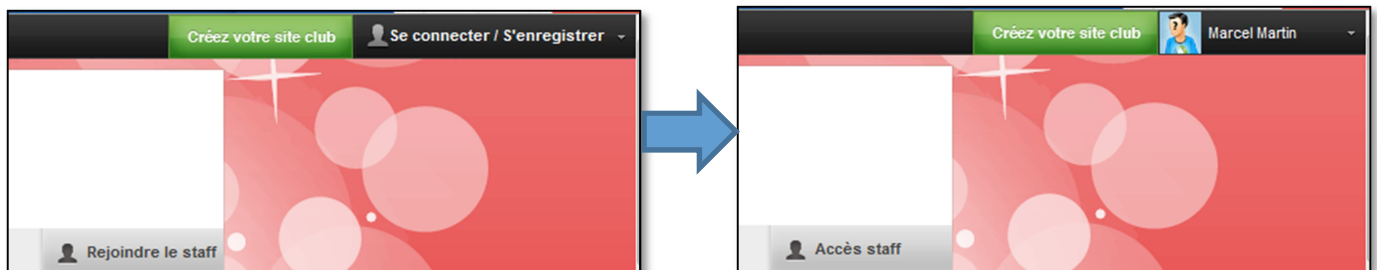 Créez votre site club
Se connecter / S'enregistrer
Rejoindre le staff
Créez votre site club
Marcel Martin
Accès staff